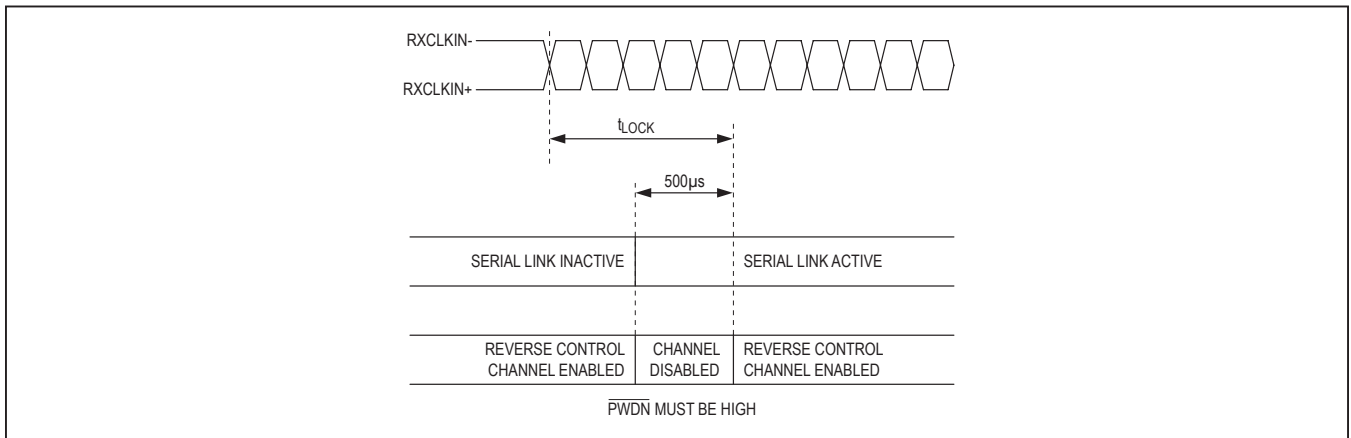 RXCLKIN-
RXCLKIN+
tLOCK
500µs
SERIAL LINK INACTIVE
SERIAL LINK ACTIVE
REVERSE CONTROL
CHANNEL ENABLED
CHANNEL
DISABLED
REVERSE CONTROL
CHANNEL ENABLED
PWDN MUST BE HIGH